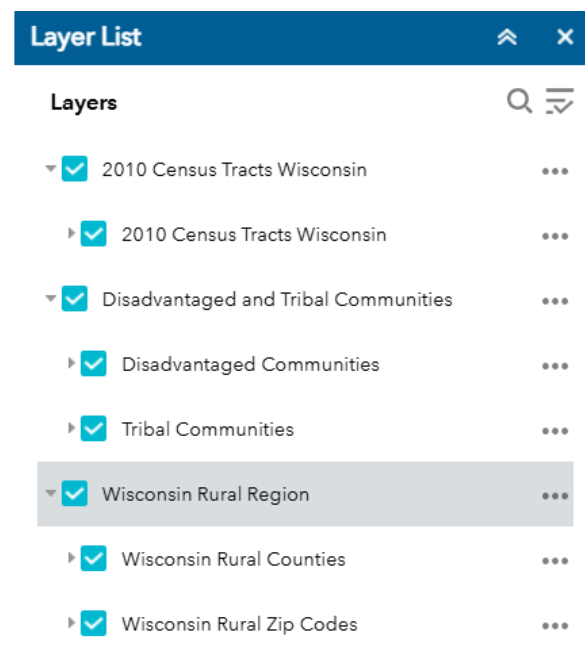 Layer List
Layers
2010 Census Tracts Wisconsin
2010 Census Tracts Wisconsin
Disadvantaged and Tribal Communities
Disadvantaged Communities
Tribal Communities
Wisconsin Rural Region
Wisconsin Rural Counties
Wisconsin Rural Zip Codes